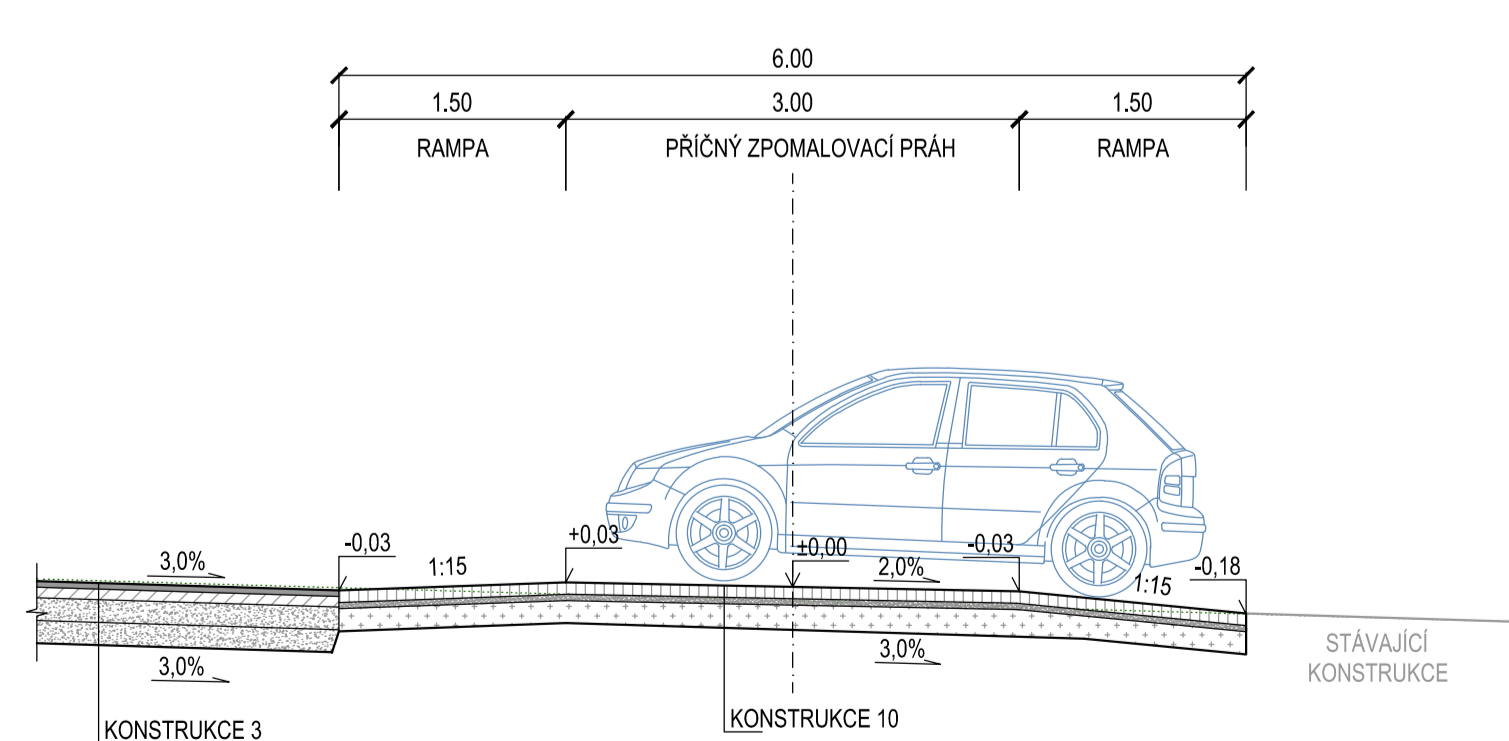 6.00
1.50 3.00 1.50
RAMPA PŘÍČNÝ ZPOMALOVACÍ PRÁH RAMPA
-0,03 +0,03 ±0,00 -0,03 -0,18
3,0% 1:15 2,0% 1:15
3,0% 3,0%
STÁVAJÍCÍ
KONSTRUKCE
KONSTRUKCE 3 KONSTRUKCE 10